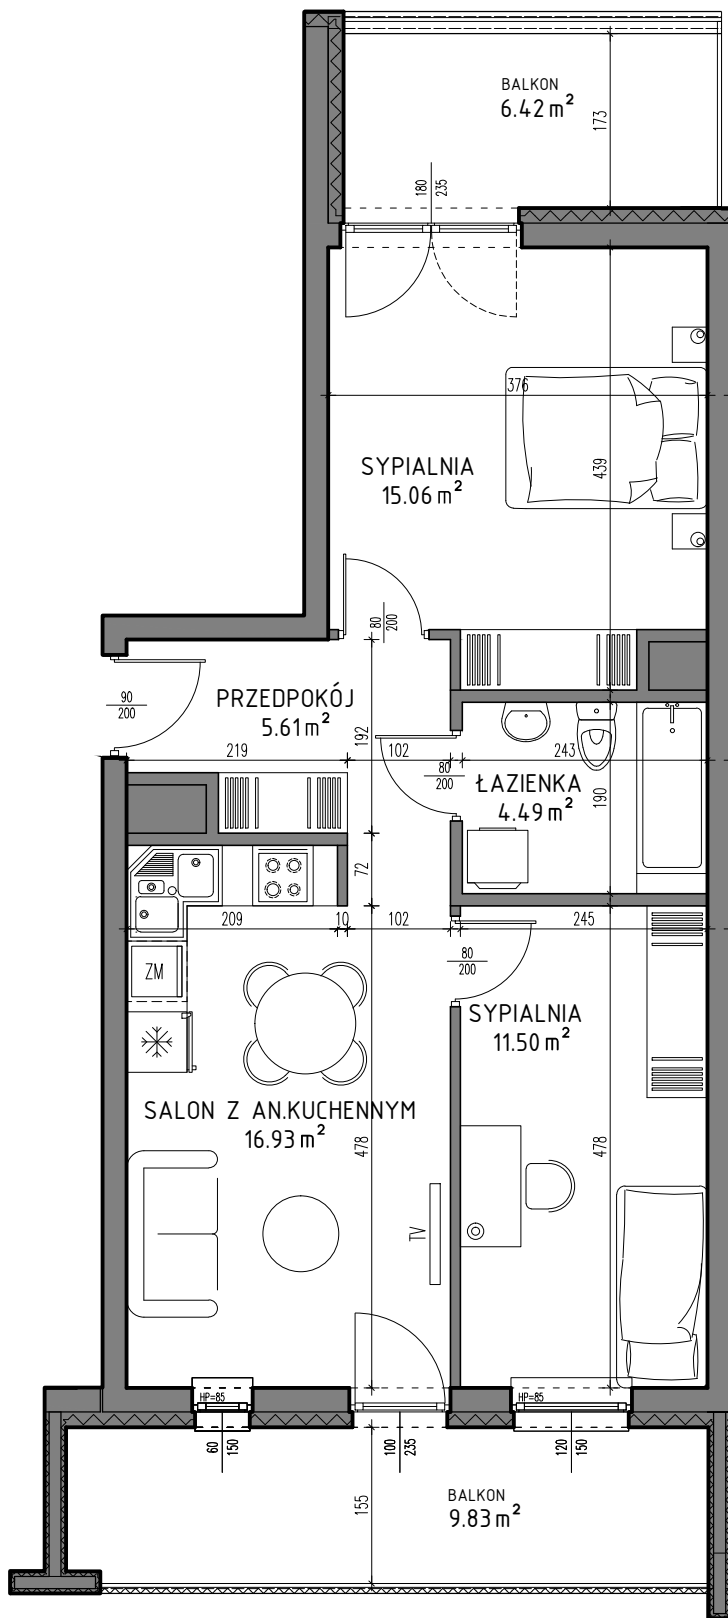 BALKON
6.42 m²
173
180
235
376
439
SYPIALNIA
15.06 m²
80
200
90
200
PRZEDPOKÓJ
5.61 m²
192
219
102
80
200
243
ŁAZIENKA
4.49 m²
190
72
209
10
102
245
80
200
ZM
SYPIALNIA
11.50 m²
SALON Z AN.KUCHENNYM
16.93 m²
478
478
TV
HP=85
HP=85
60
150
100
235
120
150
155
BALKON
9.83 m²